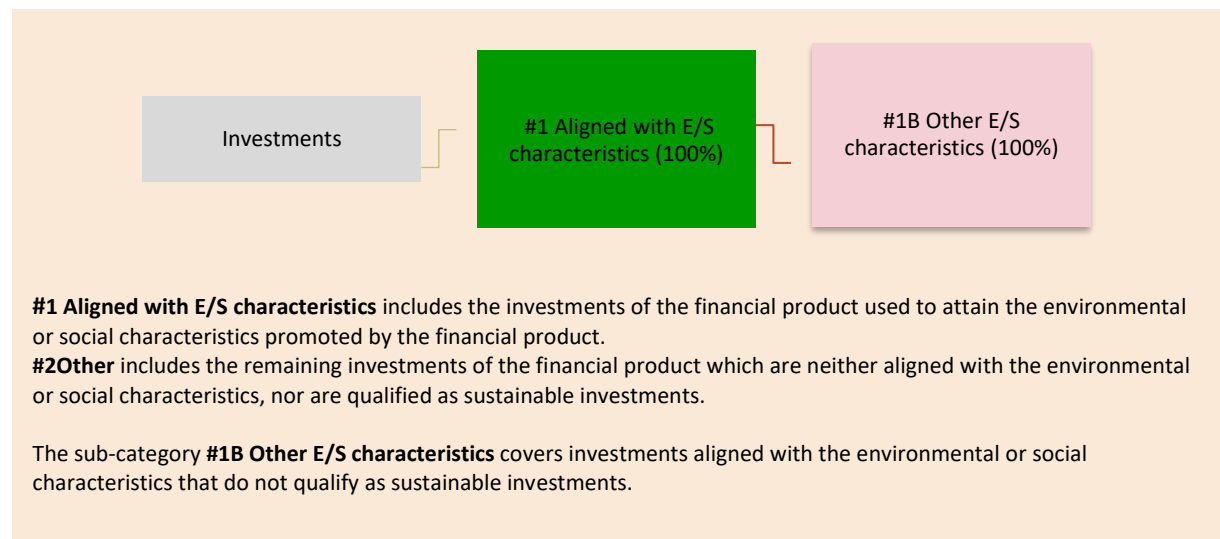 Investments
#1 Aligned with E/S
characteristics (100%)
#1B Other E/S
characteristics (100%)
#1 Aligned with E/S characteristics includes the investments of the financial product used to attain the environmental
or social characteristics promoted by the financial product.
#2Other includes the remaining investments of the financial product which are neither aligned with the environmental
or social characteristics, nor are qualified as sustainable investments.
The sub-category #1B Other E/S characteristics covers investments aligned with the environmental or social
characteristics that do not qualify as sustainable investments.